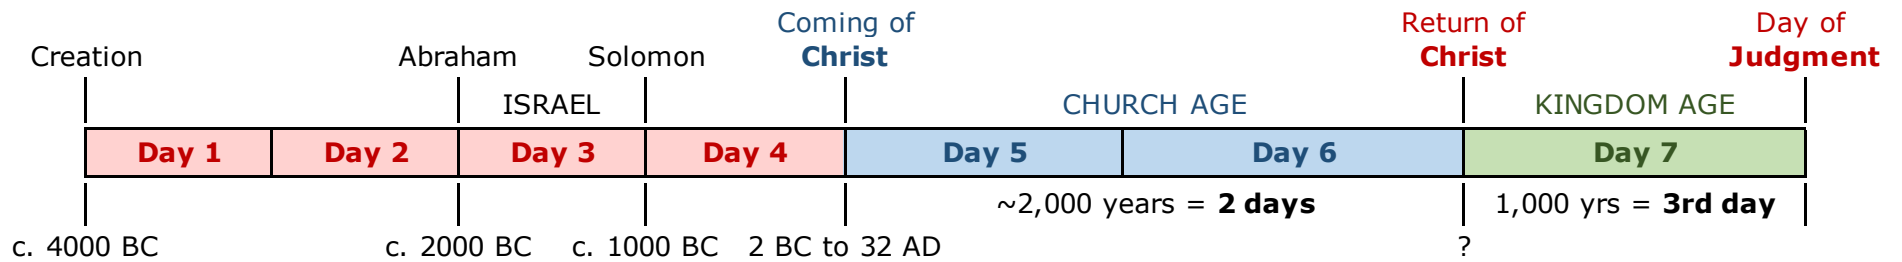 Coming of
Christ
Return of
Christ
Day of
Judgment
Creation
Abraham
Solomon
ISRAEL
CHURCH AGE
KINGDOM AGE
Day 1
Day 2
Day 3
Day 4
Day 5
Day 6
Day 7
~2,000 years = 2 days
1,000 yrs = 3rd day
c. 4000 BC
c. 2000 BC
c. 1000 BC
2 BC to 32 AD
?